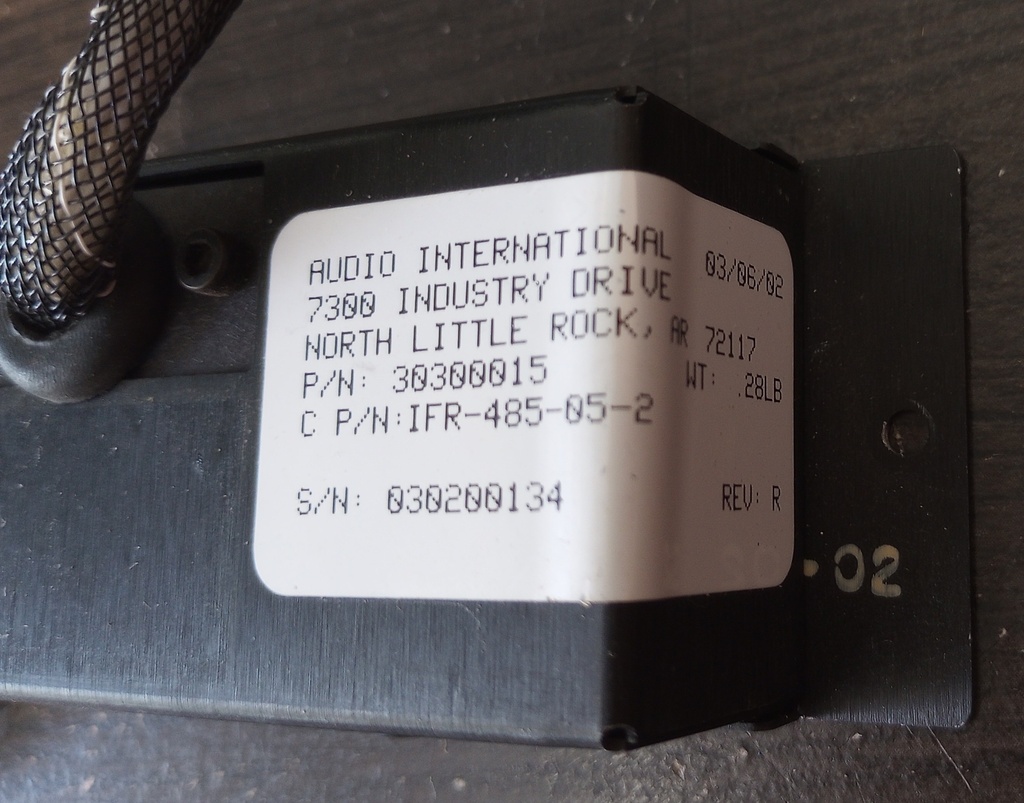 AUDIO INTERNATIONAL 03/06/02
7300 INDUSTRY DRIVE
NORTH LITTLE ROCK, AR 72117
P/N: 30300015 WT: .28LB
C P/N:IFR-485-05-2
S/N: 030200134 REV: R
-02